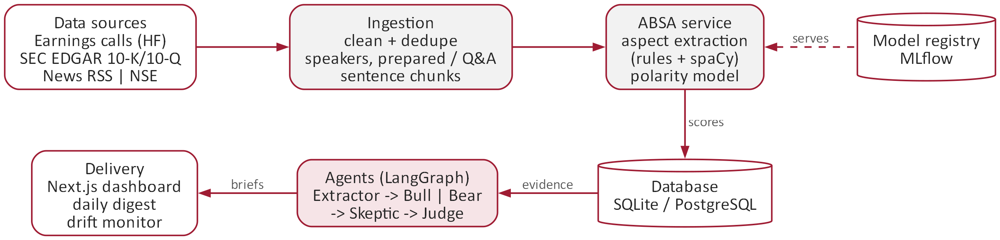 Data sources
Earnings calls (HF)
SEC EDGAR 10-K/10-Q
News RSS | NSE
Ingestion
clean + dedupe
speakers, prepared / Q&A
sentence chunks
ABSA service
aspect extraction
(rules + spaCy)
polarity model
serves
Model registry
MLflow
scores
Delivery
Next.js dashboard
daily digest
drift monitor
briefs
Agents (LangGraph)
Extractor -> Bull | Bear
-> Skeptic -> Judge
evidence
Database
SQLite / PostgreSQL